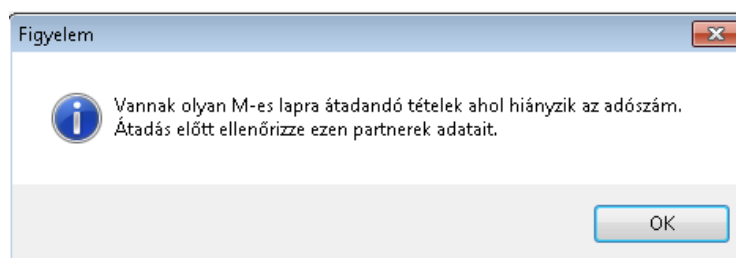 Figyelem
Vannak olyan M-es lapra átadandó tételek ahol hiányzik az adószám.
Átadás előtt ellenőrizze ezen partnerek adatait.
OK